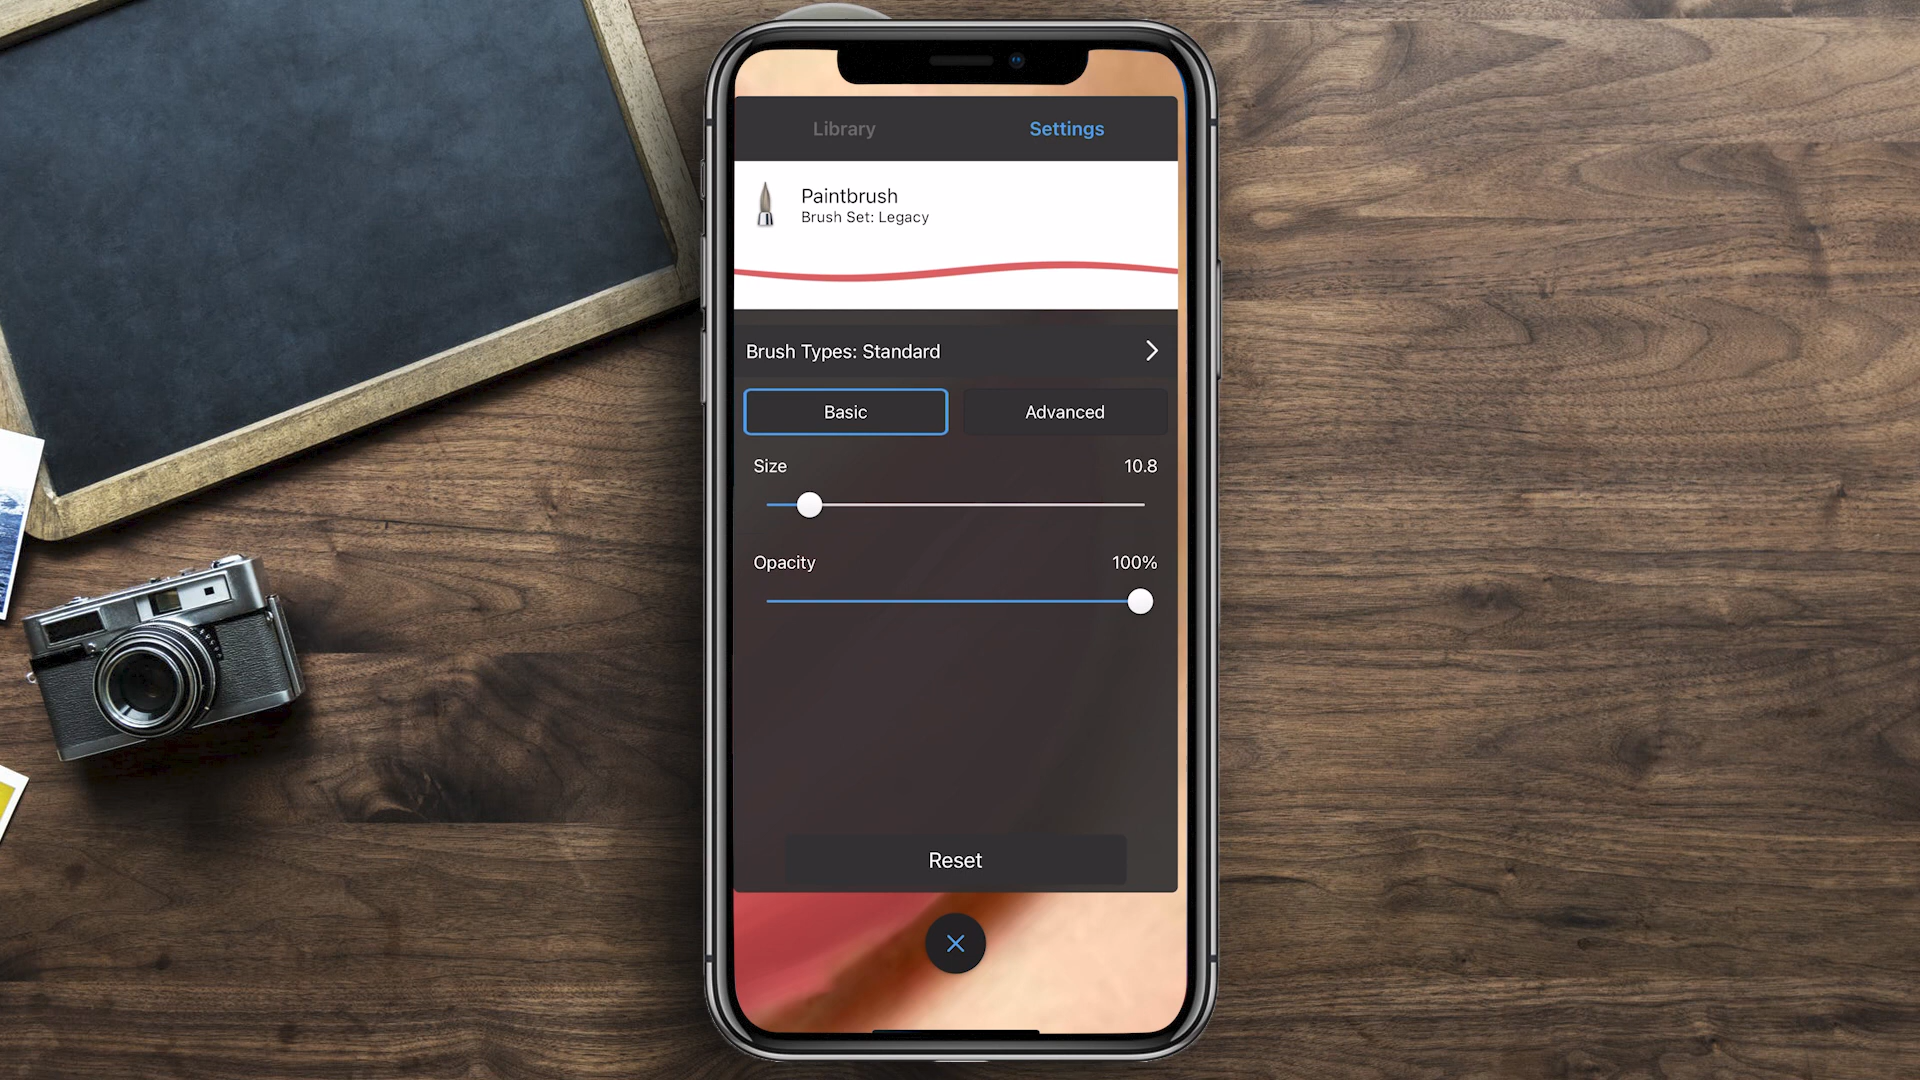 Library
Settings
Paintbrush
Brush Set: Legacy
Brush Types: Standard
Basic
Advanced
Size
10.8
Opacity
100%
Reset